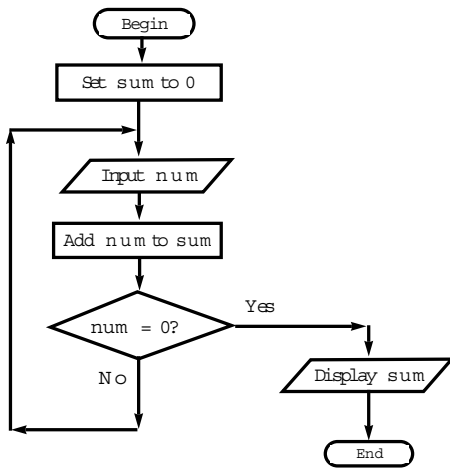 Begin
Set sum to 0
Input num
Add num to sum
num = 0?
Yes
No
Display sum
End